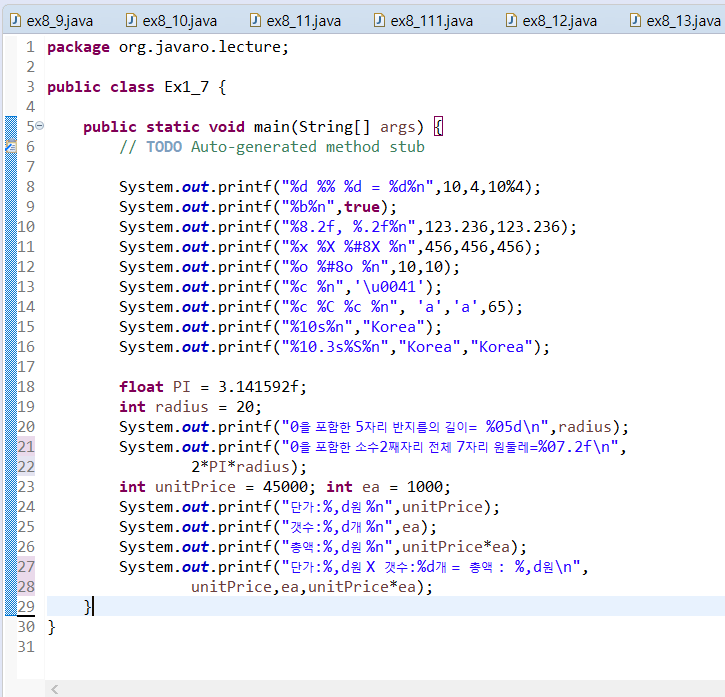 ex8_9.java ex8_10.java ex8_11.java ex8_111.java ex8_12.java ex8_13.java
1 package org.javaro.lecture;
2
3 public class Ex1_7 {
4
5 public static void main(String[] args) {
6 // TODO Auto-generated method stub
7
8 System.out.printf("%d %% %d = %d%n",10,4,10%4);
9 System.out.printf("%b%n",true);
10 System.out.printf("%8.2f, %.2f%n",123.236,123.236);
11 System.out.printf("%x %X %#8X %n",456,456,456);
12 System.out.printf("%o %#8o %n",10,10);
13 System.out.printf("%c %n",'\u0041');
14 System.out.printf("%c %C %c %n", 'a','a',65);
15 System.out.printf("%10s%n","Korea");
16 System.out.printf("%10.3s%S%n","Korea","Korea");
17
18 float PI = 3.141592f;
19 int radius = 20;
20 System.out.printf("0을 포함한 5자리 반지름의 길이= %05d\n",radius);
21 System.out.printf("0을 포함한 소수2째자리 전체 7자리 원둘레=%07.2f\n",
22 2*PI*radius);
23 int unitPrice = 45000; int ea = 1000;
24 System.out.printf("단가:%,d원 %n",unitPrice);
25 System.out.printf("갯수:%,d개 %n",ea);
26 System.out.printf("총액:%,d원 %n",unitPrice*ea);
27 System.out.printf("단가:%,d원 X 갯수:%d개 = 총액 : %,d원\n",
28 unitPrice,ea,unitPrice*ea);
29 }
30 }
31